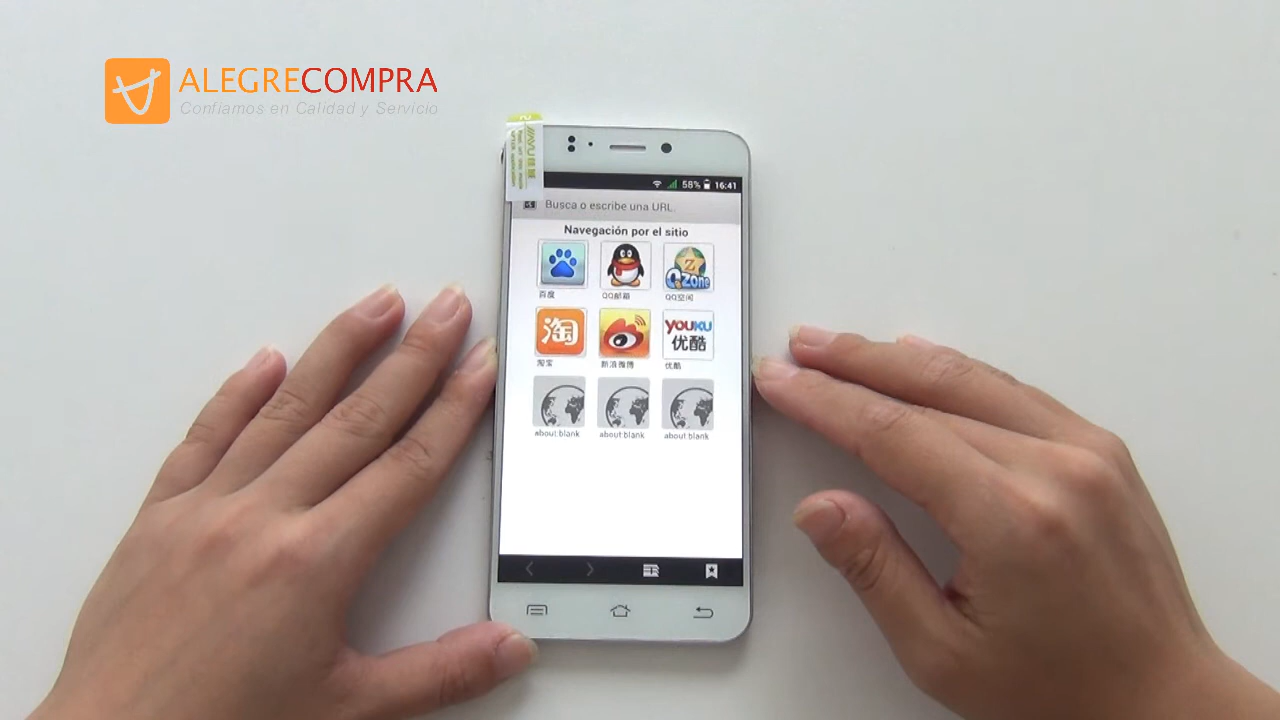 ALEGRECOMPRA
Confiamos en Calidad y Servicio
58% 16:41
Busca o escribe una URL.
Navegación por el sitio
百度 QQ邮箱 QQ空间
Z
Qzone
淘
YOUKU
优酷
淘宝 新浪微博 优酷
about:blank about:blank about:blank